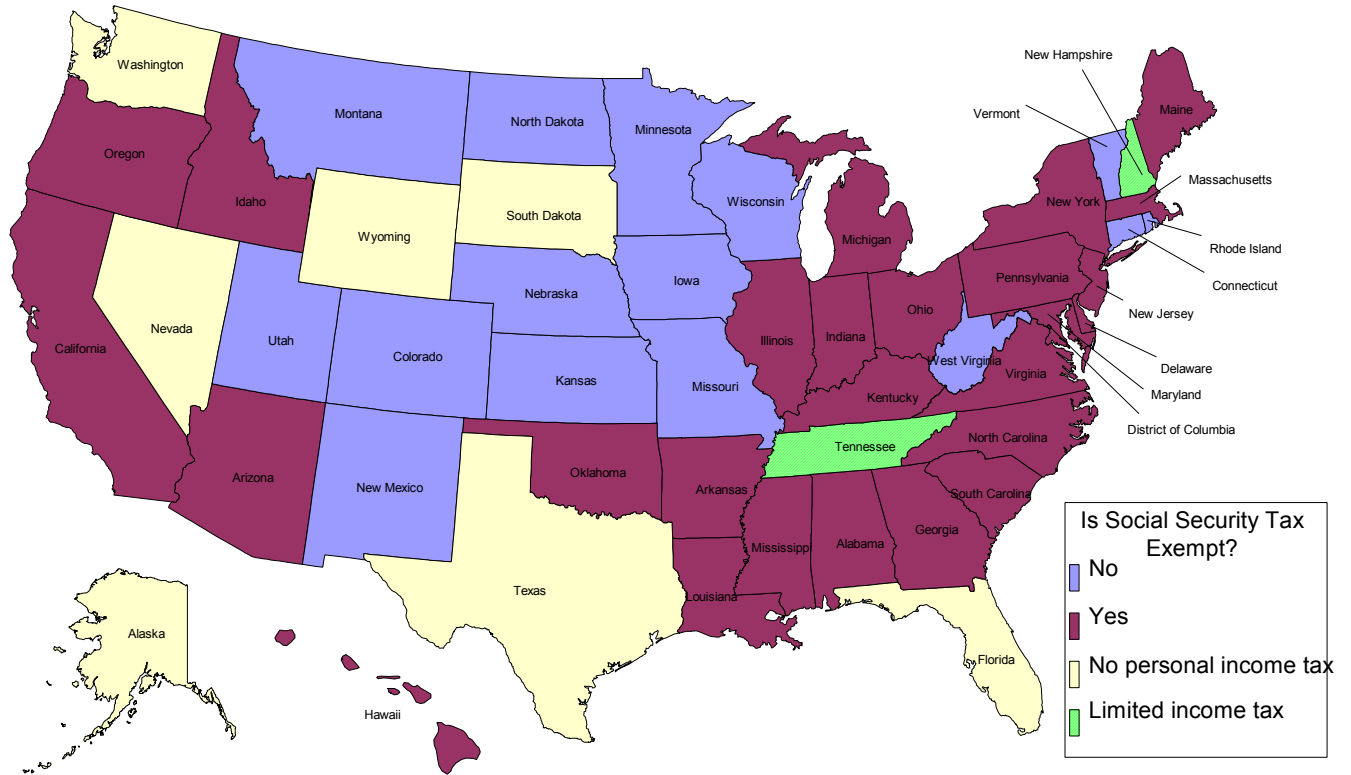 Washington
Montana
North Dakota
Minnesota
New Hampshire
Vermont
Maine
Oregon
Idaho
Wyoming
South Dakota
Wisconsin
Michigan
New York
Massachusetts
Rhode Island
Connecticut
New Jersey
Pennsylvania
Nebraska
Iowa
Nevada
Utah
Colorado
California
Kansas
Missouri
Illinois
Indiana
Ohio
West Virginia
Virginia
Delaware
Maryland
District of Columbia
Kentucky
North Carolina
Tennessee
Arizona
New Mexico
Oklahoma
Arkansas
South Carolina
Mississippi
Alabama
Georgia
Texas
Louisiana
Florida
Alaska
Hawaii
Is Social Security Tax
Exempt?
No
Yes
No personal income tax
Limited income tax